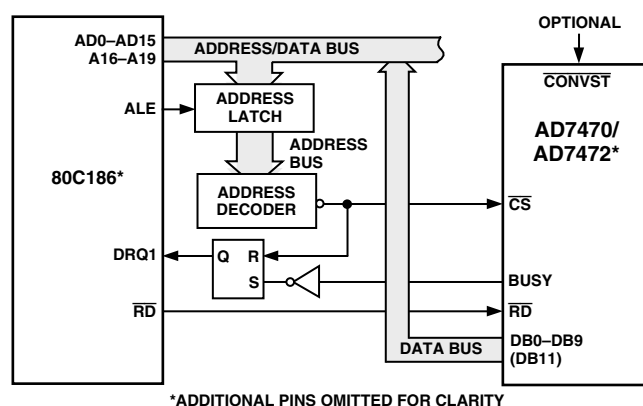 OPTIONAL
AD0–AD15
A16–A19
ADDRESS/DATA BUS
CONVST
ALE
ADDRESS
LATCH
AD7470/
AD7472*
ADDRESS
BUS
80C186*
ADDRESS
DECODER
CS
DRQ1
Q
R
S
BUSY
RD
RD
DATA BUS
DB0–DB9
(DB11)
*ADDITIONAL PINS OMITTED FOR CLARITY